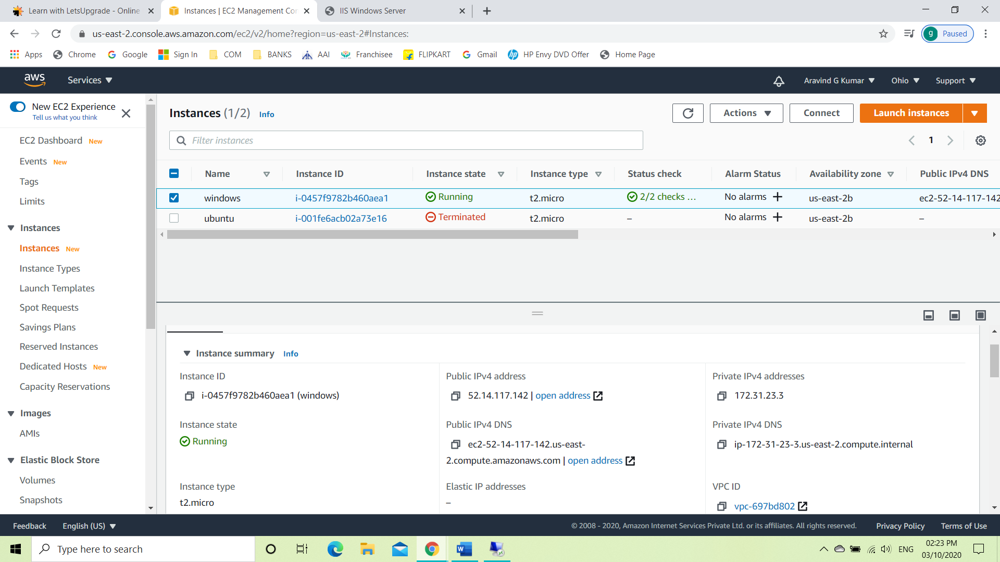 Learn with LetsUpgrade - Online
Instances | EC2 Management Con
IIS Windows Server
us-east-2.console.aws.amazon.com/ec2/v2/home?region=us-east-2#Instances:
g Paused
Apps Chrome Google Sign In COM BANKS AAI Franchisee FLIPKART Gmail HP Envy DVD Offer Home Page
aws Services Aravind G Kumar Ohio Support
New EC2 Experience
Tell us what you think
EC2 Dashboard New
Events New
Tags
Limits
Instances
Instances New
Instance Types
Launch Templates
Spot Requests
Savings Plans
Reserved Instances
Dedicated Hosts New
Capacity Reservations
Images
AMIs
Elastic Block Store
Volumes
Snapshots
Instances (1/2) Info
Actions Connect Launch instances
Filter instances
1
Name Instance ID Instance state Instance type Status check Alarm Status Availability zone Public IPv4 DNS
windows i-0457f9782b460aea1 Running t2.micro 2/2 checks ... No alarms + us-east-2b ec2-52-14-117-142
ubuntu i-001fe6acb02a73e16 Terminated t2.micro – No alarms + us-east-2b –
Instance summary Info
Instance ID
i-0457f9782b460aea1 (windows)
Public IPv4 address
52.14.117.142 | open address
Private IPv4 addresses
172.31.23.3
Instance state
Running
Public IPv4 DNS
ec2-52-14-117-142.us-east-
2.compute.amazonaws.com | open address
Private IPv4 DNS
ip-172-31-23-3.us-east-2.compute.internal
Instance type
t2.micro
Elastic IP addresses
–
VPC ID
vpc-697bd802
Feedback English (US) © 2008 - 2020, Amazon Internet Services Private Ltd. or its affiliates. All rights reserved. Privacy Policy Terms of Use
Type here to search
W
ENG
02:23 PM
03/10/2020